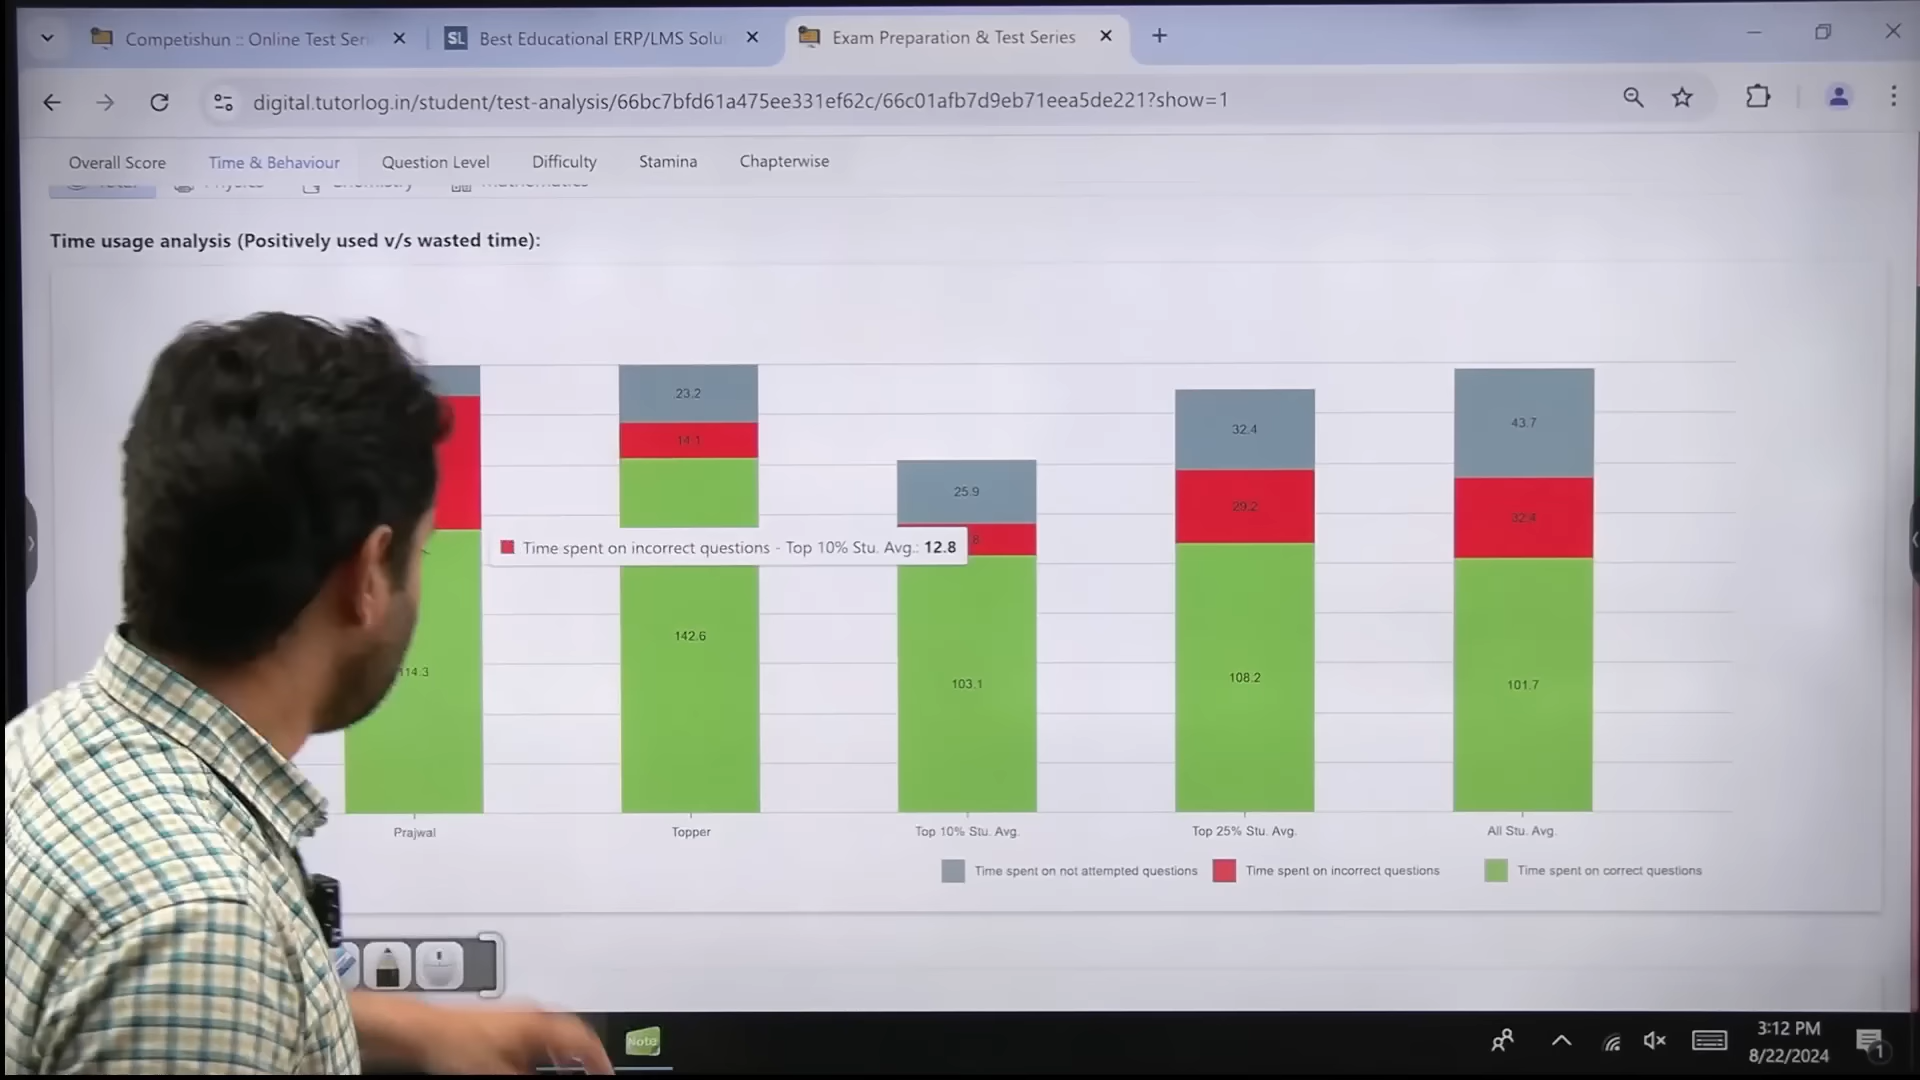 Competishun :: Online Test Seri
SL Best Educational ERP/LMS Solu
Exam Preparation & Test Series
digital.tutorlog.in/student/test-analysis/66bc7bfd61a475ee331ef62c/66c01afb7d9eb71eea5de221?show=1
Overall Score Time & Behaviour Question Level Difficulty Stamina Chapterwise
Time usage analysis (Positively used v/s wasted time):
23.2
14.1
25.9
32.4
43.7
29.2
32.4
Time spent on incorrect questions - Top 10% Stu. Avg.: 12.8
8
114.3
142.6
103.1
108.2
101.7
Prajwal Topper Top 10% Stu. Avg. Top 25% Stu. Avg. All Stu. Avg.
Time spent on not attempted questions Time spent on incorrect questions Time spent on correct questions
Note
3:12 PM
8/22/2024
1